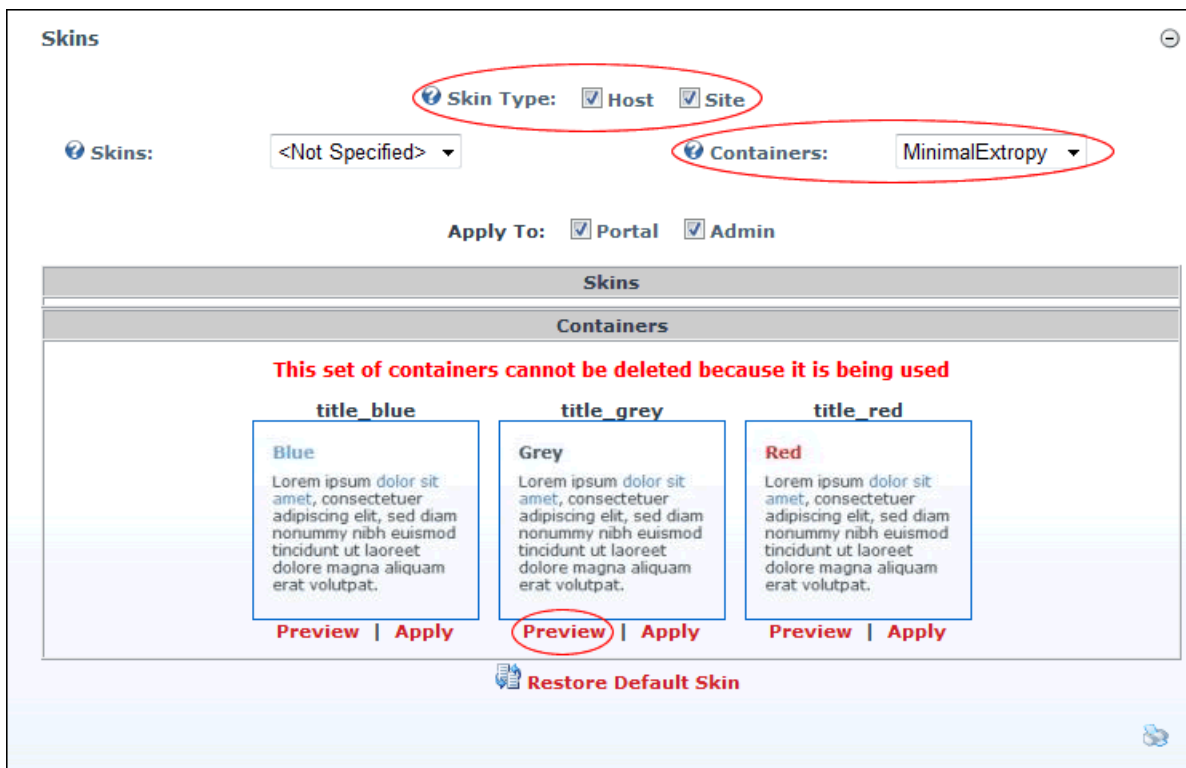 Skins
Skin Type: Host Site
Skins: <Not Specified> Containers: MinimalExtropy
Apply To: Portal Admin
Skins
Containers
This set of containers cannot be deleted because it is being used
title_blue title_grey title_red
Blue Grey Red
Lorem ipsum dolor sit Lorem ipsum dolor sit Lorem ipsum dolor sit
amet, consectetuer amet, consectetuer amet, consectetuer
adipiscing elit, sed diam adipiscing elit, sed diam adipiscing elit, sed diam
nonummy nibh euismod nonummy nibh euismod nonummy nibh euismod
tincidunt ut laoreet tincidunt ut laoreet tincidunt ut laoreet
dolore magna aliquam dolore magna aliquam dolore magna aliquam
erat volutpat. erat volutpat. erat volutpat.
Preview | Apply Preview | Apply Preview | Apply
Restore Default Skin